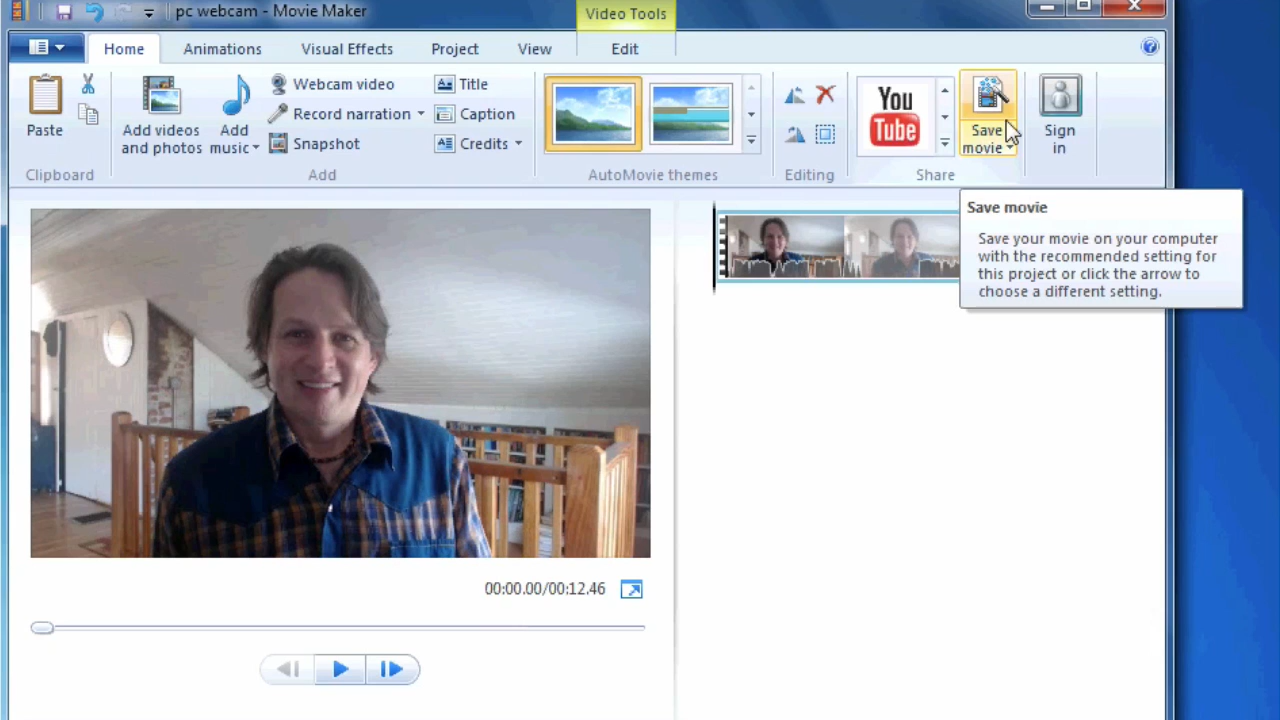 pc webcam - Movie Maker
Video Tools
Home
Animations
Visual Effects
Project
View
Edit
Paste
Clipboard
Add videos
and photos
Add
music
Webcam video
Record narration
Snapshot
Title
Caption
Credits
Add
AutoMovie themes
Editing
You
Tube
Save
movie
Share
Sign
in
Save movie
Save your movie on your computer
with the recommended setting for
this project or click the arrow to
choose a different setting.
00:00.00/00:12.46